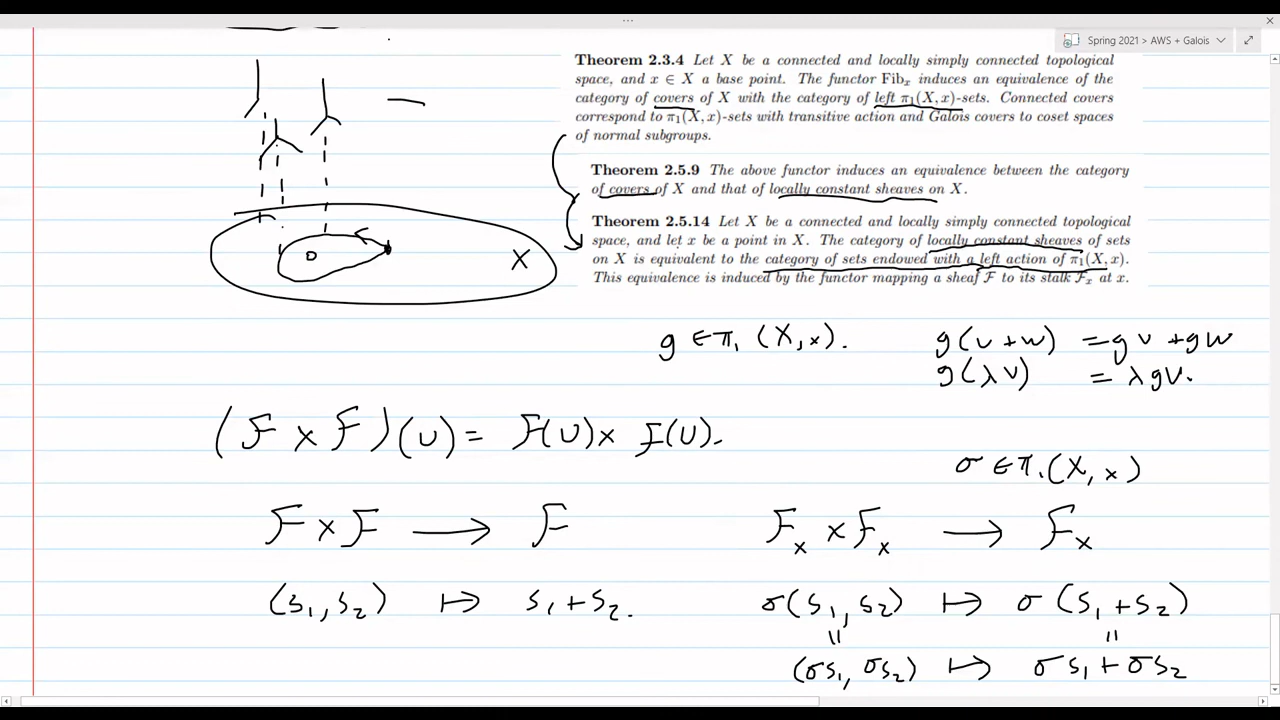 Spring 2021 > AWS + Galois
Theorem 2.3.4 Let X be a connected and locally simply connected topological
space, and x ∈ X a base point. The functor Fibₓ induces an equivalence of the
category of covers of X with the category of left π₁(X, x)-sets. Connected covers
correspond to π₁(X, x)-sets with transitive action and Galois covers to coset spaces
of normal subgroups.
Theorem 2.5.9 The above functor induces an equivalence between the category
of covers of X and that of locally constant sheaves on X.
Theorem 2.5.14 Let X be a connected and locally simply connected topological
space, and let x be a point in X. The category of locally constant sheaves of sets
on X is equivalent to the category of sets endowed with a left action of π₁(X, x).
This equivalence is induced by the functor mapping a sheaf F to its stalk Fₓ at x.
X
g ∈ π₁ (X, x). g(v + w) = gv + gw
g(λv) = λgv.
(F × F)(U) = F(U) × F(U).
σ ∈ π₁(X, x)
F × F ⟶ F Fₓ × Fₓ ⟶ Fₓ
(s₁, s₂) ↦ s₁ + s₂. σ(s₁, s₂) ↦ σ(s₁ + s₂)
(σs₁, σs₂) ↦ σs₁ + σs₂